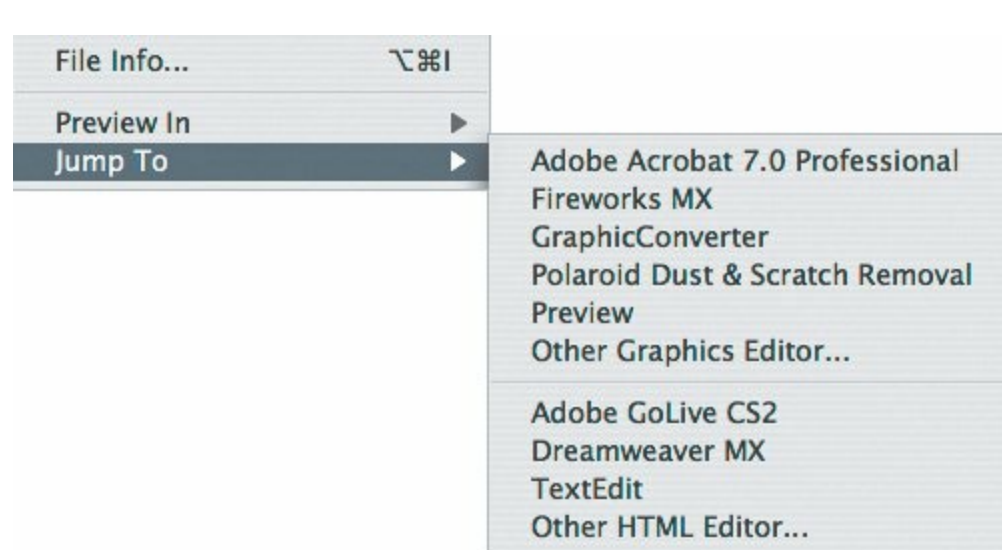 File Info... ⌥⌘I
Preview In
Jump To
Adobe Acrobat 7.0 Professional
Fireworks MX
GraphicConverter
Polaroid Dust & Scratch Removal
Preview
Other Graphics Editor...
Adobe GoLive CS2
Dreamweaver MX
TextEdit
Other HTML Editor...